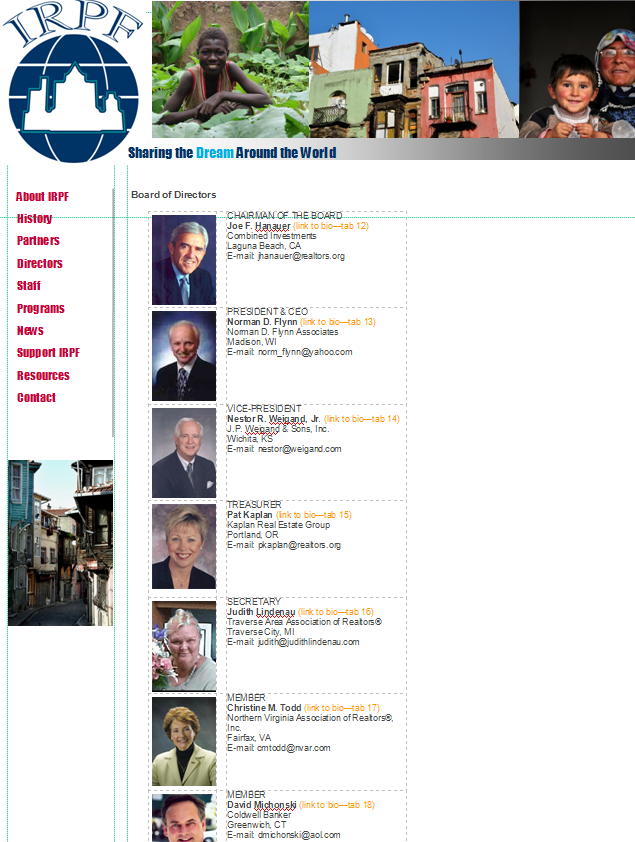 IRPF
Sharing the Dream Around the World
About IRPF
History
Partners
Directors
Staff
Programs
News
Support IRPF
Resources
Contact
Board of Directors
CHAIRMAN OF THE BOARD
Joe F. Hanauer (link to bio—tab 12)
Combined Investments
Laguna Beach, CA
E-mail: jhanauer@realtors.org
PRESIDENT & CEO
Norman D. Flynn (link to bio—tab 13)
Norman D. Flynn Associates
Madison, WI
E-mail: norm_flynn@yahoo.com
VICE-PRESIDENT
Nestor R. Weigand, Jr. (link to bio—tab 14)
J.P. Weigand & Sons, Inc.
Wichita, KS
E-mail: nestor@weigand.com
TREASURER
Pat Kaplan (link to bio—tab 15)
Kaplan Real Estate Group
Portland, OR
E-mail: pkaplan@realtors.org
SECRETARY
Judith Lindenau (link to bio—tab 16)
Traverse Area Association of Realtors®
Traverse City, MI
E-mail: judith@judithlindenau.com
MEMBER
Christine M. Todd (link to bio—tab 17)
Northern Virginia Association of Realtors®,
Inc.
Fairfax, VA
E-mail: cmtodd@nvar.com
MEMBER
David Michonski (link to bio—tab 18)
Coldwell Banker
Greenwich, CT
E-mail: dmichonski@aol.com